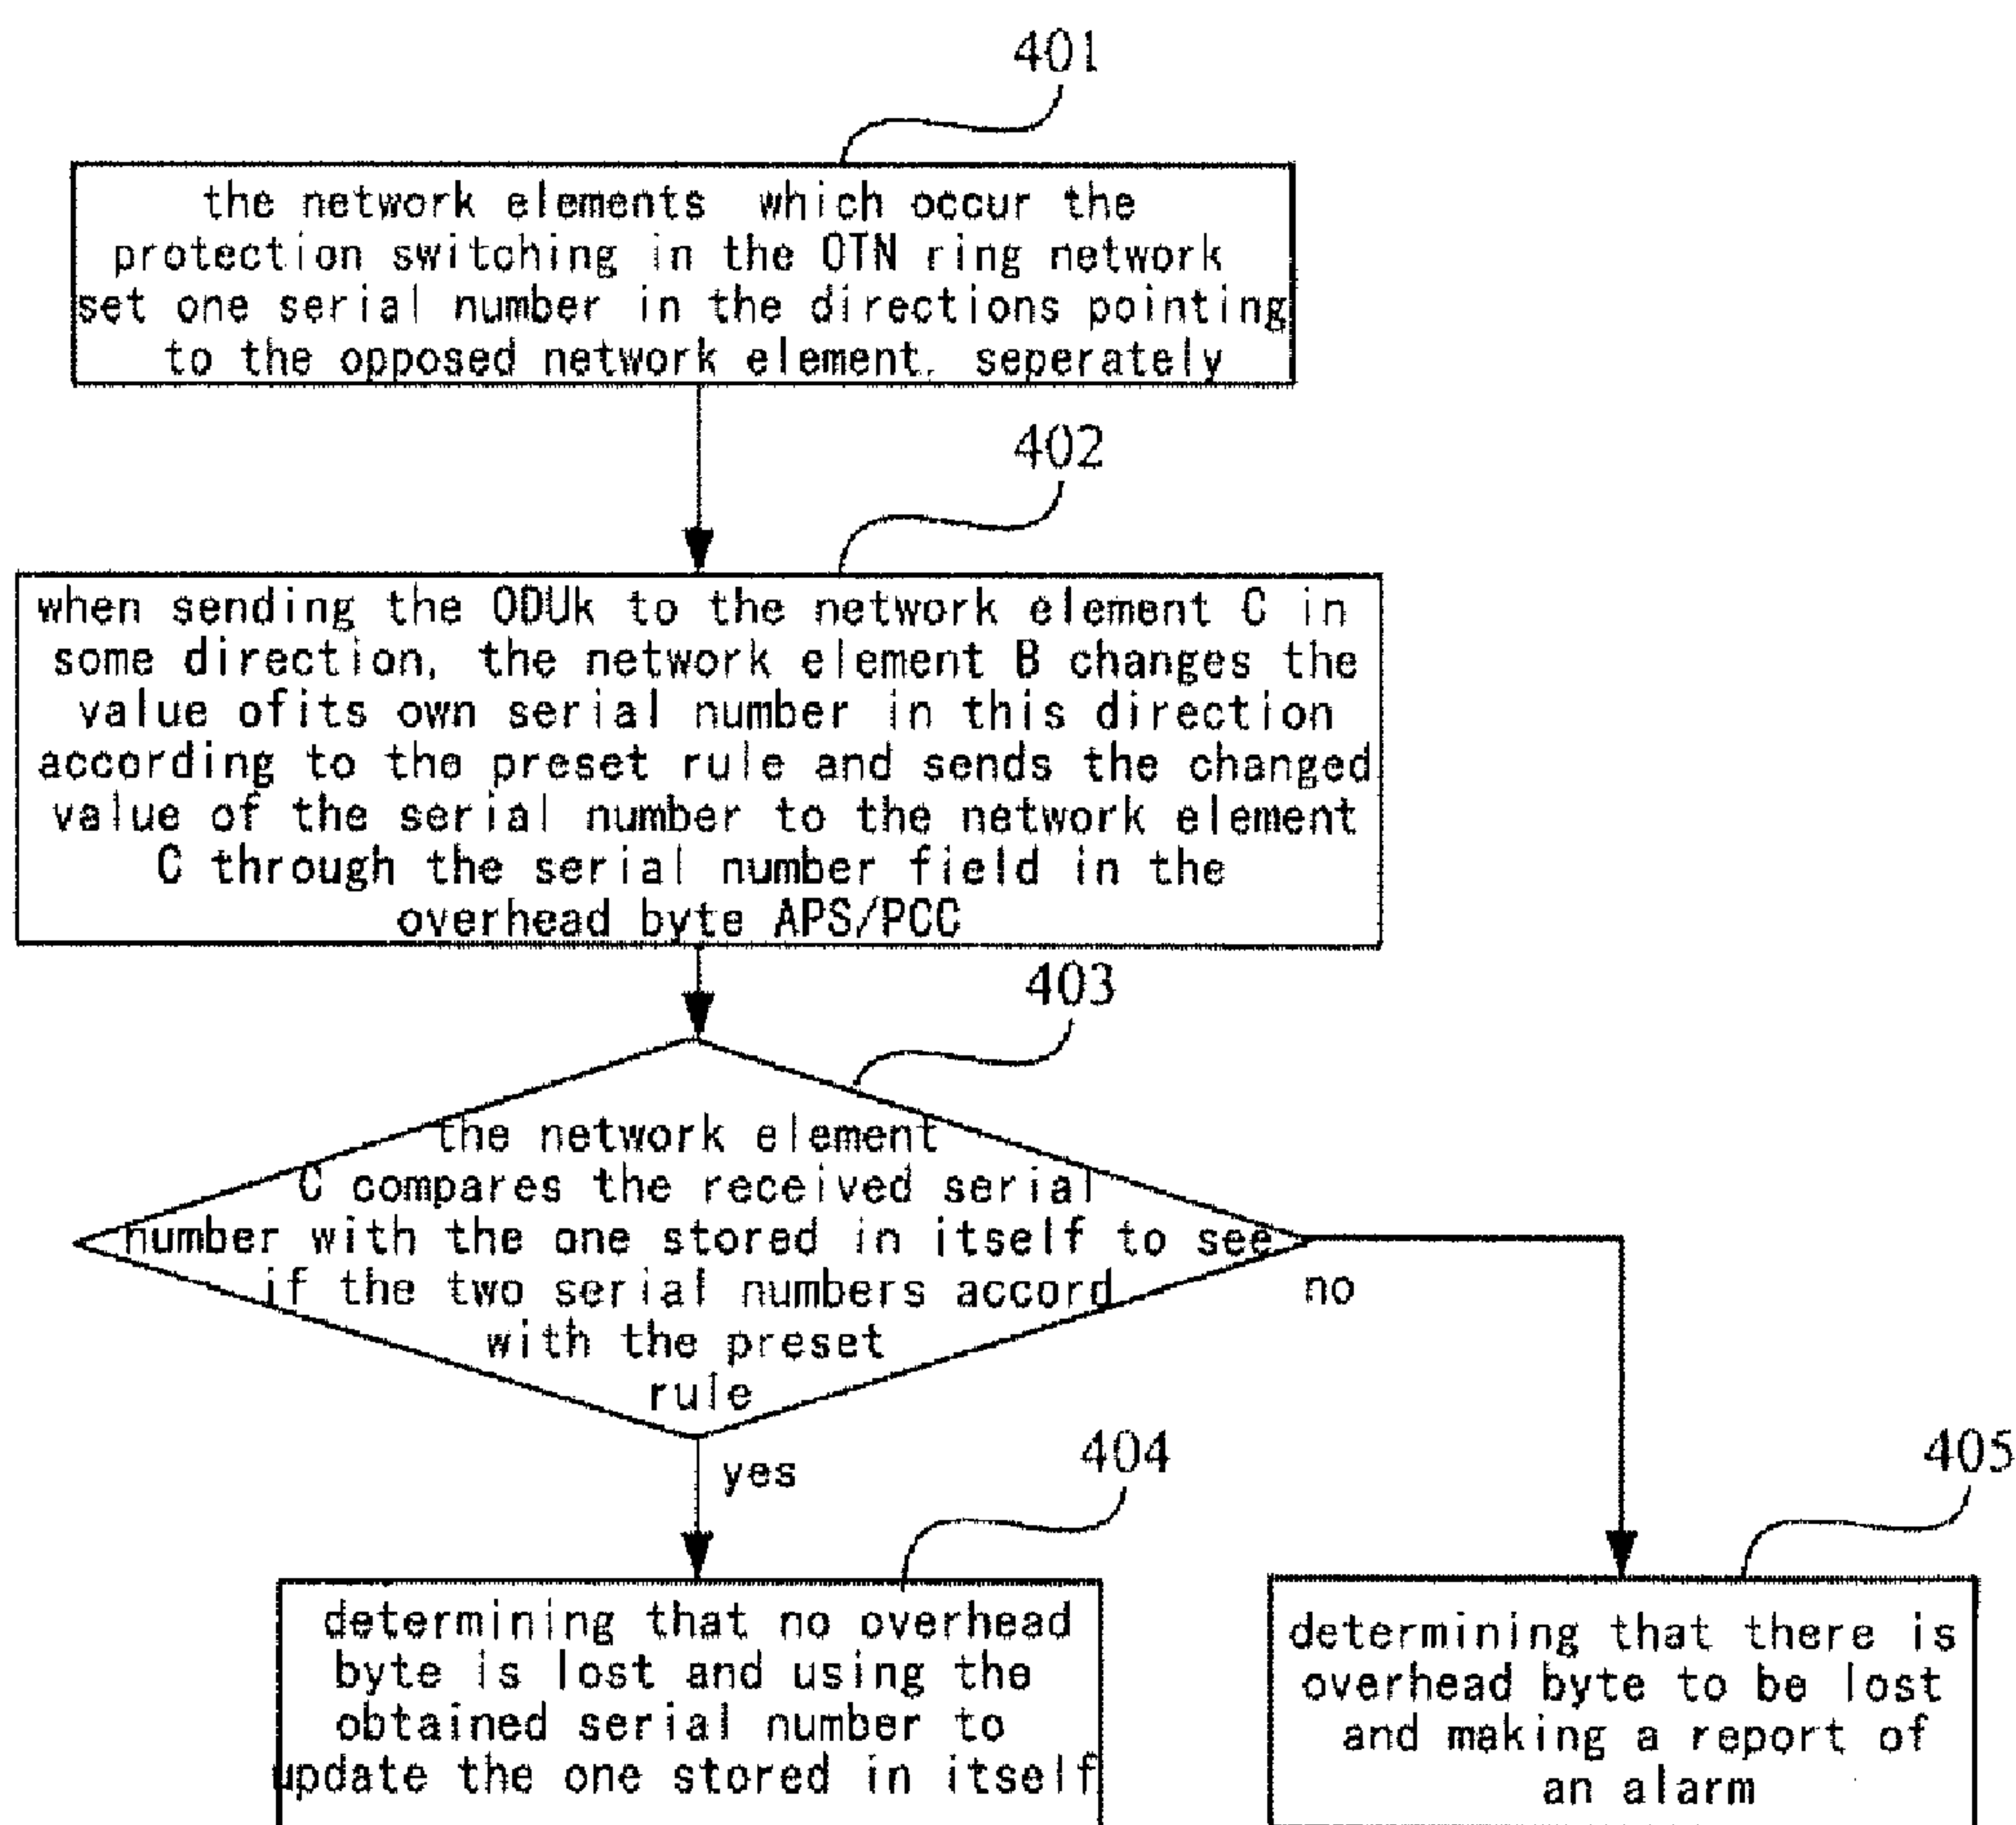 401
the network elements which occur the
protection switching in the OTN ring network
set one serial number in the directions pointing
to the opposed network element. seperately
402
when sending the ODUk to the network element C in
some direction, the network element B changes the
value ofits own serial number in this direction
according to the preset rule and sends the changed
value of the serial number to the network element
C through the serial number field in the
overhead byte APS/PCC
403
the network element
C compares the received serial
number with the one stored in itself to see
if the two serial numbers accord
with the preset
rule
no
yes
404
405
determining that no overhead
byte is lost and using the
obtained serial number to
update the one stored in itself
determining that there is
overhead byte to be lost
and making a report of
an alarm